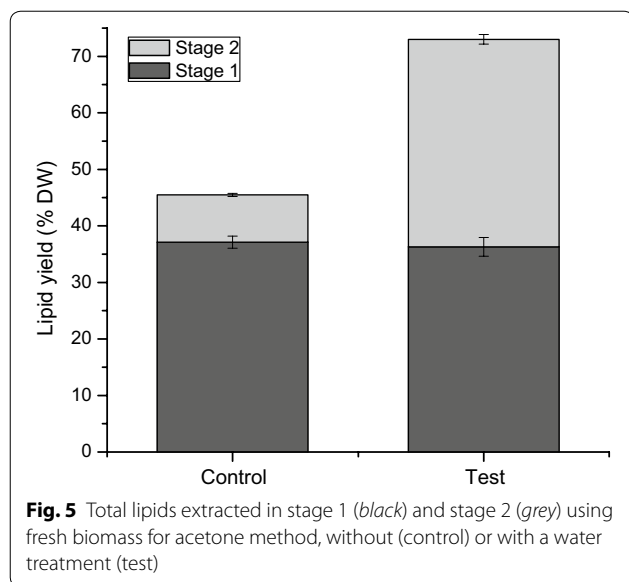 Stage 2
Stage 1
Lipid yield (% DW)
70
60
50
40
30
20
10
0
Control
Test
Fig. 5 Total lipids extracted in stage 1 (black) and stage 2 (grey) using
fresh biomass for acetone method, without (control) or with a water
treatment (test)